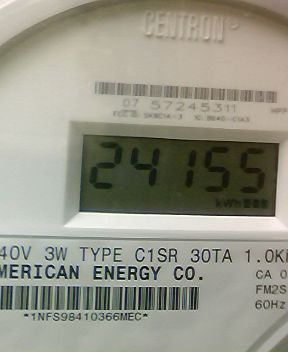 CENTRON
07 57245311
24155
kWh
40V 3W TYPE C1SR 30TA 1.0K
MERICAN ENERGY CO.
CA 0
FM2S
60Hz
*1NFS98410366MEC*